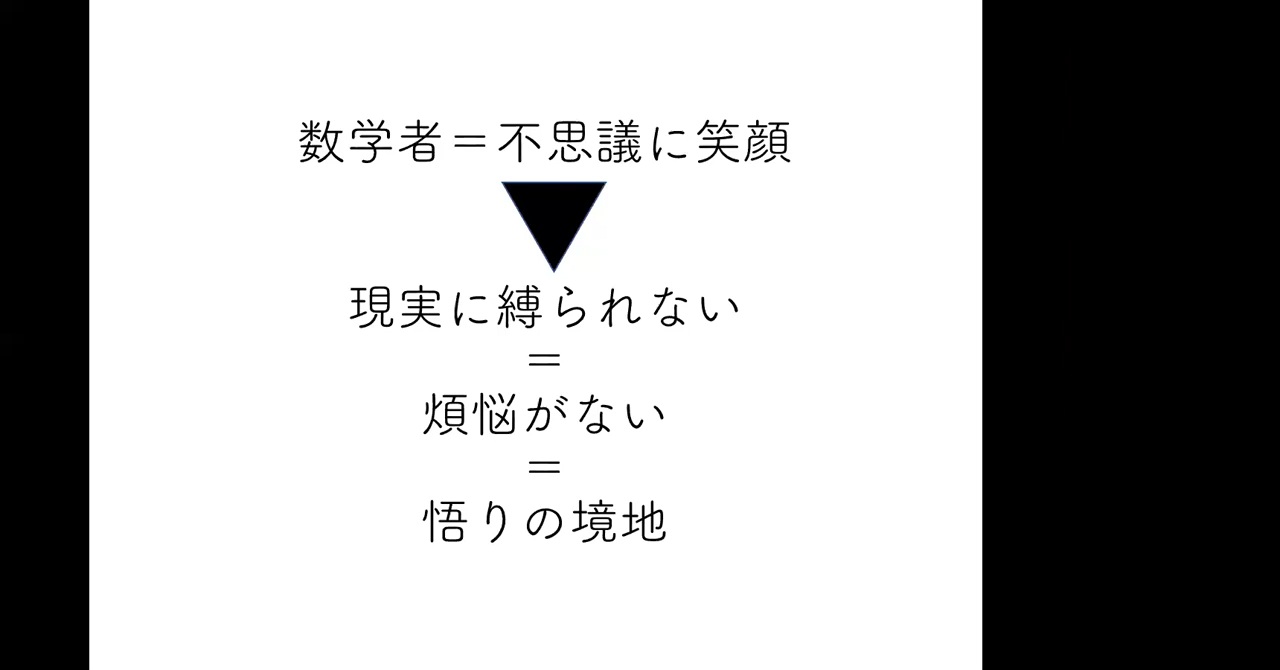 数学者＝不思議に笑顔
現実に縛られない
＝
煩悩がない
＝
悟りの境地